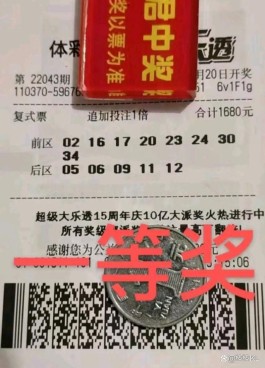 君中奖
奖以票为准
体彩
乐透
第 22043期
20日开奖
110370-59676
51 6v1F1g
复式票 追加投注1倍 合计1680元
前区 02 16 17 20 23 24 30
34
后区 05 06 09 11 12
超级大乐透15周年庆10亿大派奖火热进行中
所有奖
感谢您为公
5:06
一等奖